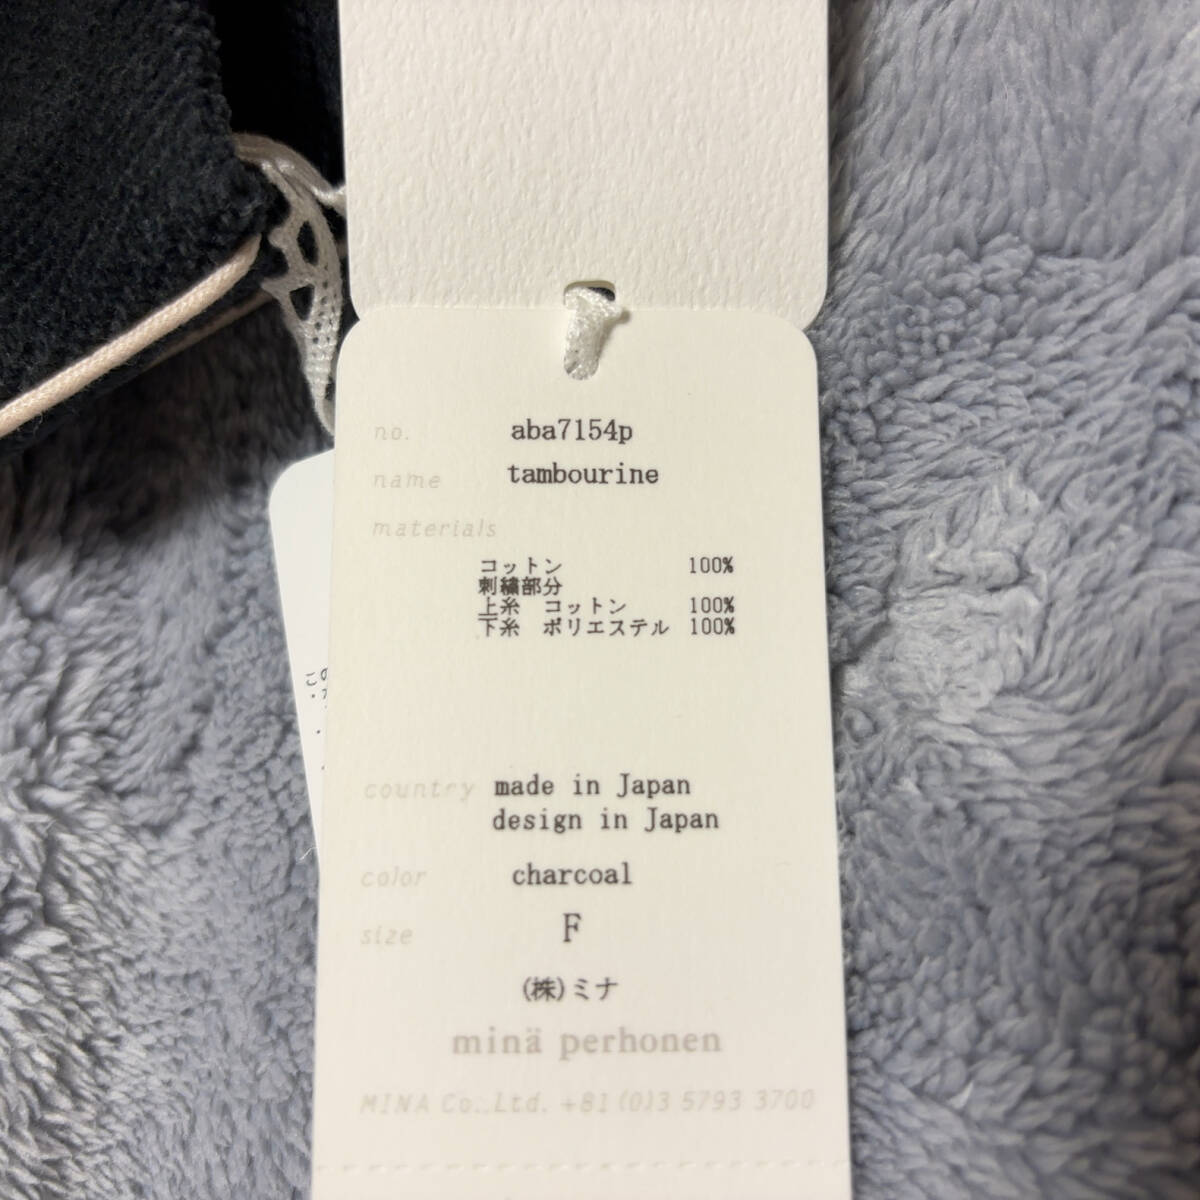 no. aba7154p
name tambourine
materials
コットン 100%
刺繍部分
上糸 コットン 100%
下糸 ポリエステル 100%
country made in Japan
design in Japan
color charcoal
size F
(株)ミナ
minä perhonen
MINA Co.,Ltd. +81 (0)3 5793 3700
この